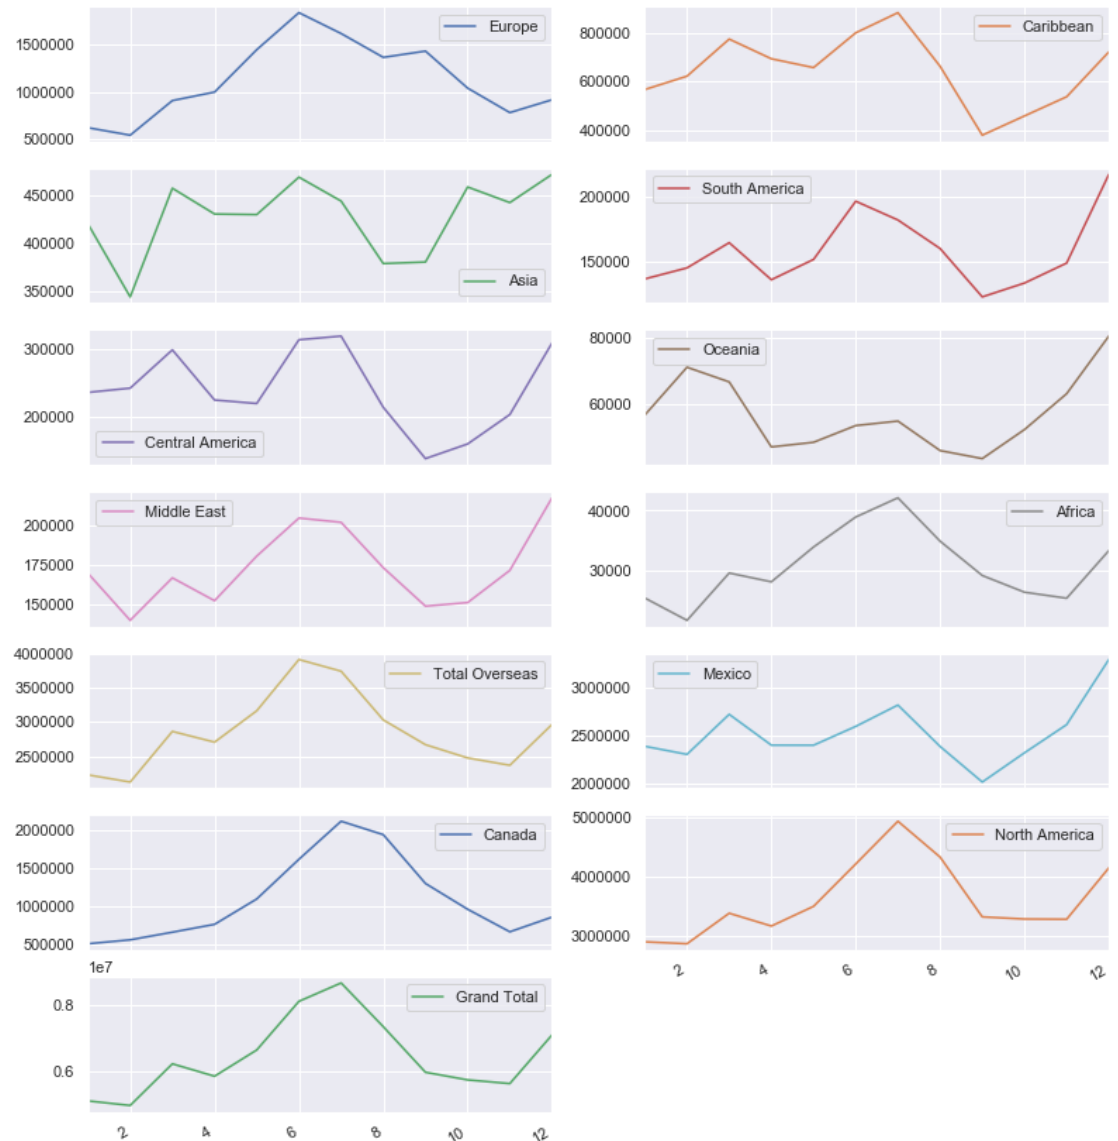 Europe
1500000
1000000
500000
Caribbean
800000
600000
400000
Asia
450000
400000
350000
South America
200000
150000
Central America
300000
200000
Oceania
80000
60000
Middle East
200000
175000
150000
Africa
40000
30000
Total Overseas
4000000
3500000
3000000
2500000
Mexico
3000000
2500000
2000000
Canada
2000000
1500000
1000000
500000
North America
5000000
4000000
3000000
2 4 6 8 10 12
1e7
Grand Total
0.8
0.6
2 4 6 8 10 12